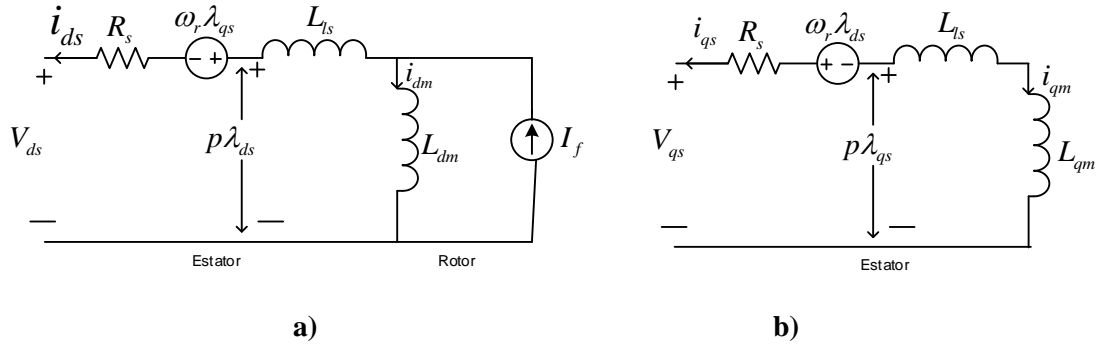 i_ds R_s ω_r λ_qs L_ls
+ − + +
i_dm
V_ds pλ_ds L_dm I_f
— —
Estator Rotor
a)
i_qs R_s ω_r λ_ds L_ls
+ + − +
i_qm
V_qs pλ_qs L_qm
— —
Estator
b)